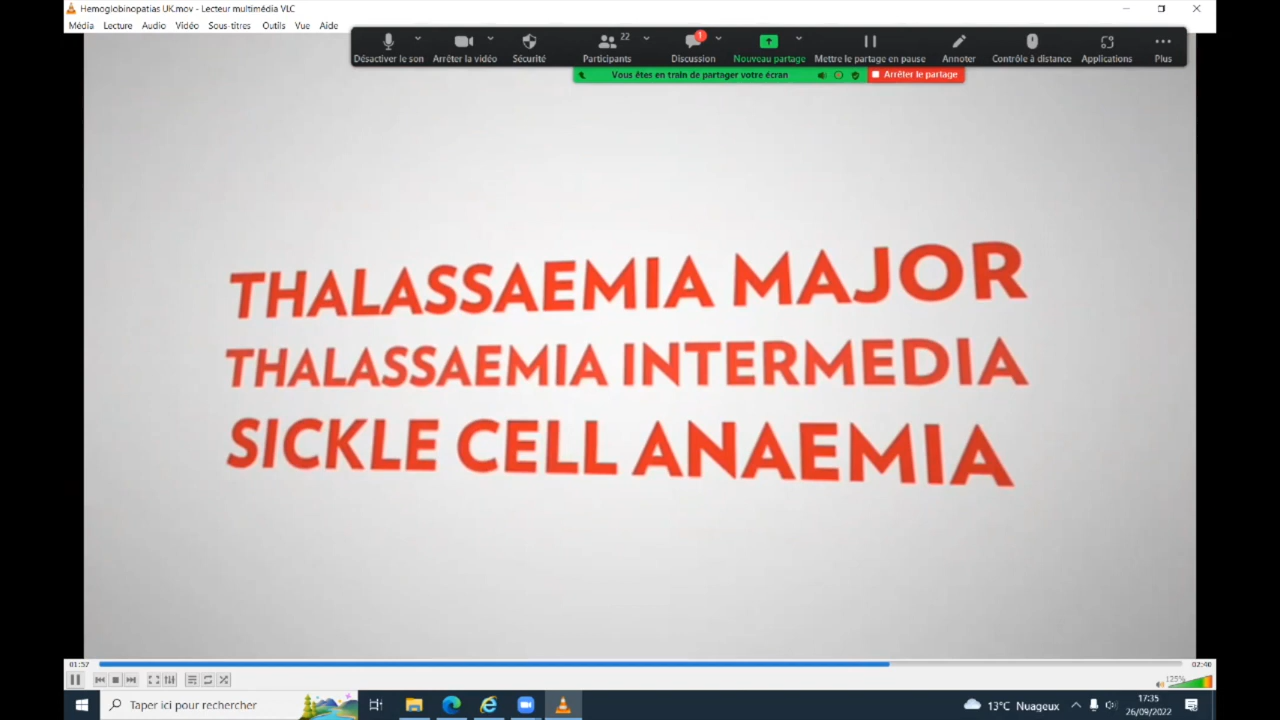 Hemoglobinopatias UK.mov - Lecteur multimédia VLC
Média Lecture Audio Vidéo Sous-titres Outils Vue Aide
22
1
Désactiver le son Arrêter la vidéo Sécurité Participants Discussion Nouveau partage Mettre le partage en pause Annoter Contrôle à distance Applications Plus
Vous êtes en train de partager votre écran Arrêter le partage
THALASSAEMIA MAJOR
THALASSAEMIA INTERMEDIA
SICKLE CELL ANAEMIA
01:57 02:40
125%
Taper ici pour rechercher
13°C Nuageux
17:35
26/09/2022